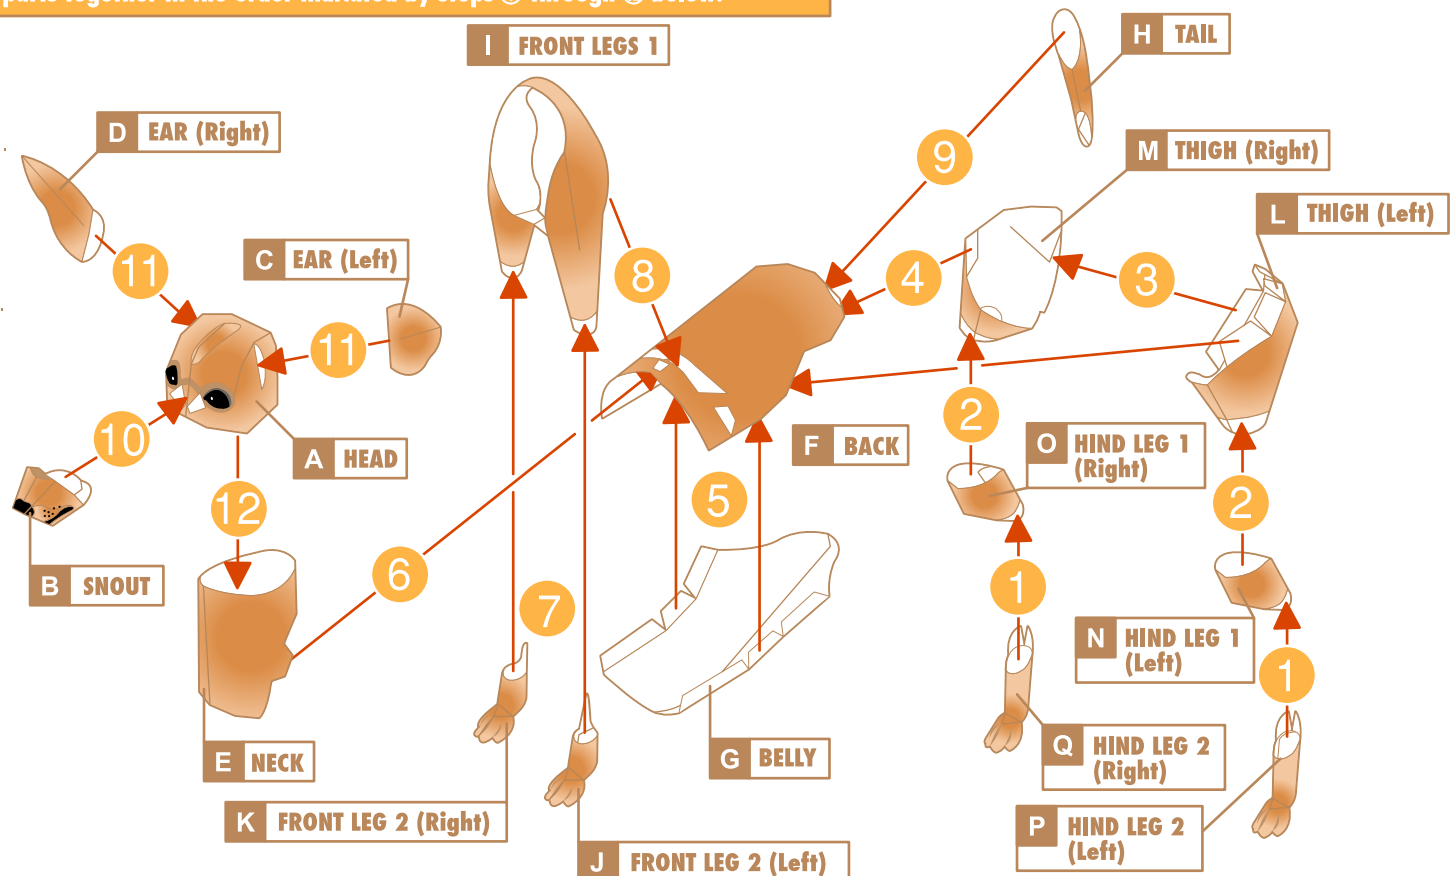 I FRONT LEGS 1
H TAIL
D EAR (Right)
9
M THIGH (Right)
L THIGH (Left)
C EAR (Left)
11
8
4
3
11
10
2
A HEAD
F BACK
O HIND LEG 1
(Right)
12
5
2
B SNOUT
6
1
7
N HIND LEG 1
(Left)
1
E NECK
G BELLY
Q HIND LEG 2
(Right)
K FRONT LEG 2 (Right)
P HIND LEG 2
(Left)
J FRONT LEG 2 (Left)